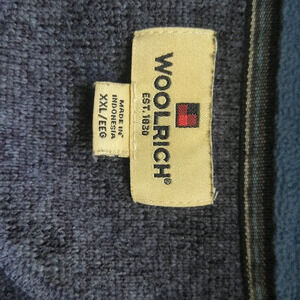 WOOLRICH®
EST. 1830
MADE IN
INDONESIA
XXL/EEG